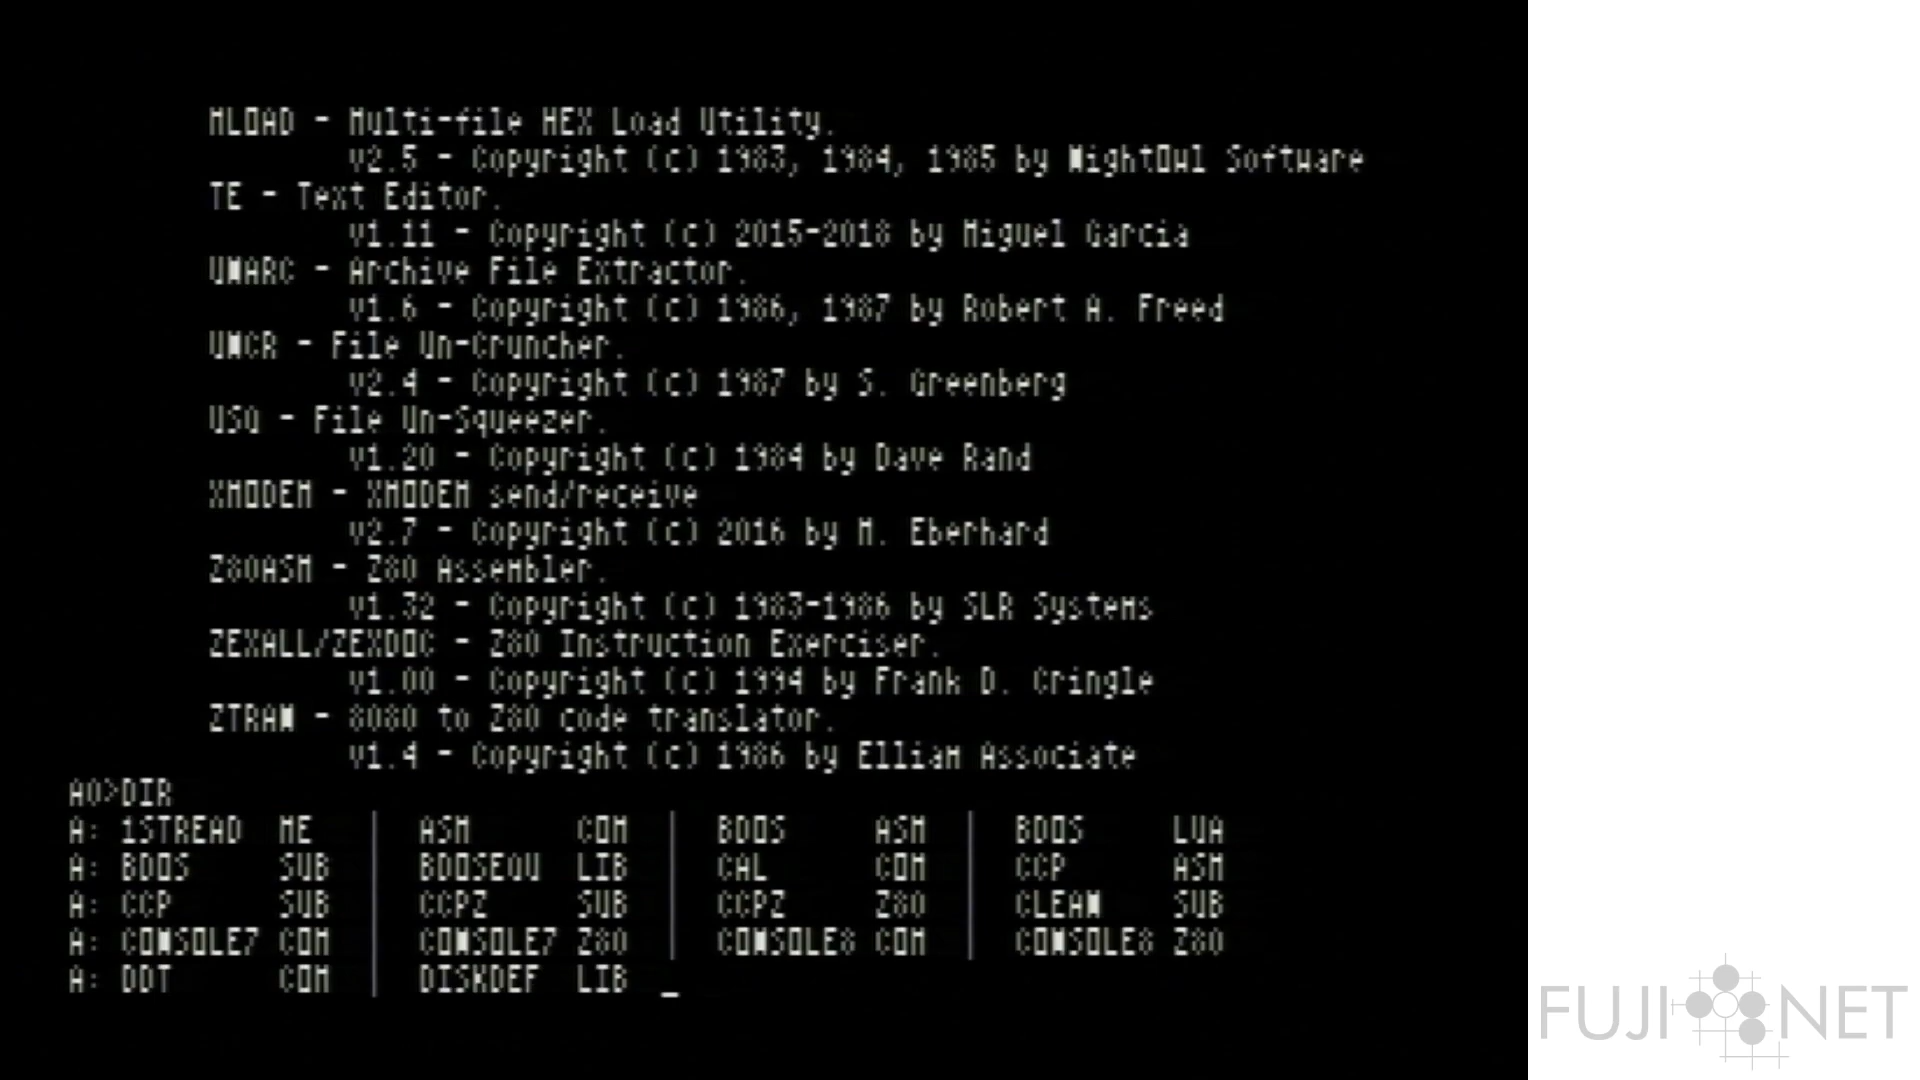 MLOAD - Multi-file HEX Load Utility.
v2.5 - Copyright (c) 1983, 1984, 1985 by NightOwl Software
TE - Text Editor.
v1.11 - Copyright (c) 2015-2018 by Miguel Garcia
UNARC - Archive File Extractor.
v1.6 - Copyright (c) 1986, 1987 by Robert A. Freed
UNCR - File Un-Cruncher.
v2.4 - Copyright (c) 1987 by S. Greenberg
USQ - File Un-Squeezer.
v1.20 - Copyright (c) 1984 by Dave Rand
XMODEM - XMODEM send/receive
v2.7 - Copyright (c) 2016 by M. Eberhard
Z80ASM - Z80 Assembler.
v1.32 - Copyright (c) 1983-1986 by SLR Systems
ZEXALL/ZEXDOC - Z80 Instruction Exerciser.
v1.00 - Copyright (c) 1994 by Frank D. Cringle
ZTRAN - 8080 to Z80 code translator.
v1.4 - Copyright (c) 1986 by Elliam Associate
A0>DIR
A: 1STREAD ME | ASM COM | BDOS ASM | BDOS LUA
A: BDOS SUB | BDOSEQU LIB | CAL COM | CCP ASM
A: CCP SUB | CCPZ SUB | CCPZ Z80 | CLEAN SUB
A: CONSOLE7 COM | CONSOLE7 Z80 | CONSOLE8 COM | CONSOLE8 Z80
A: DDT COM | DISKDEF LIB _
FUJINET